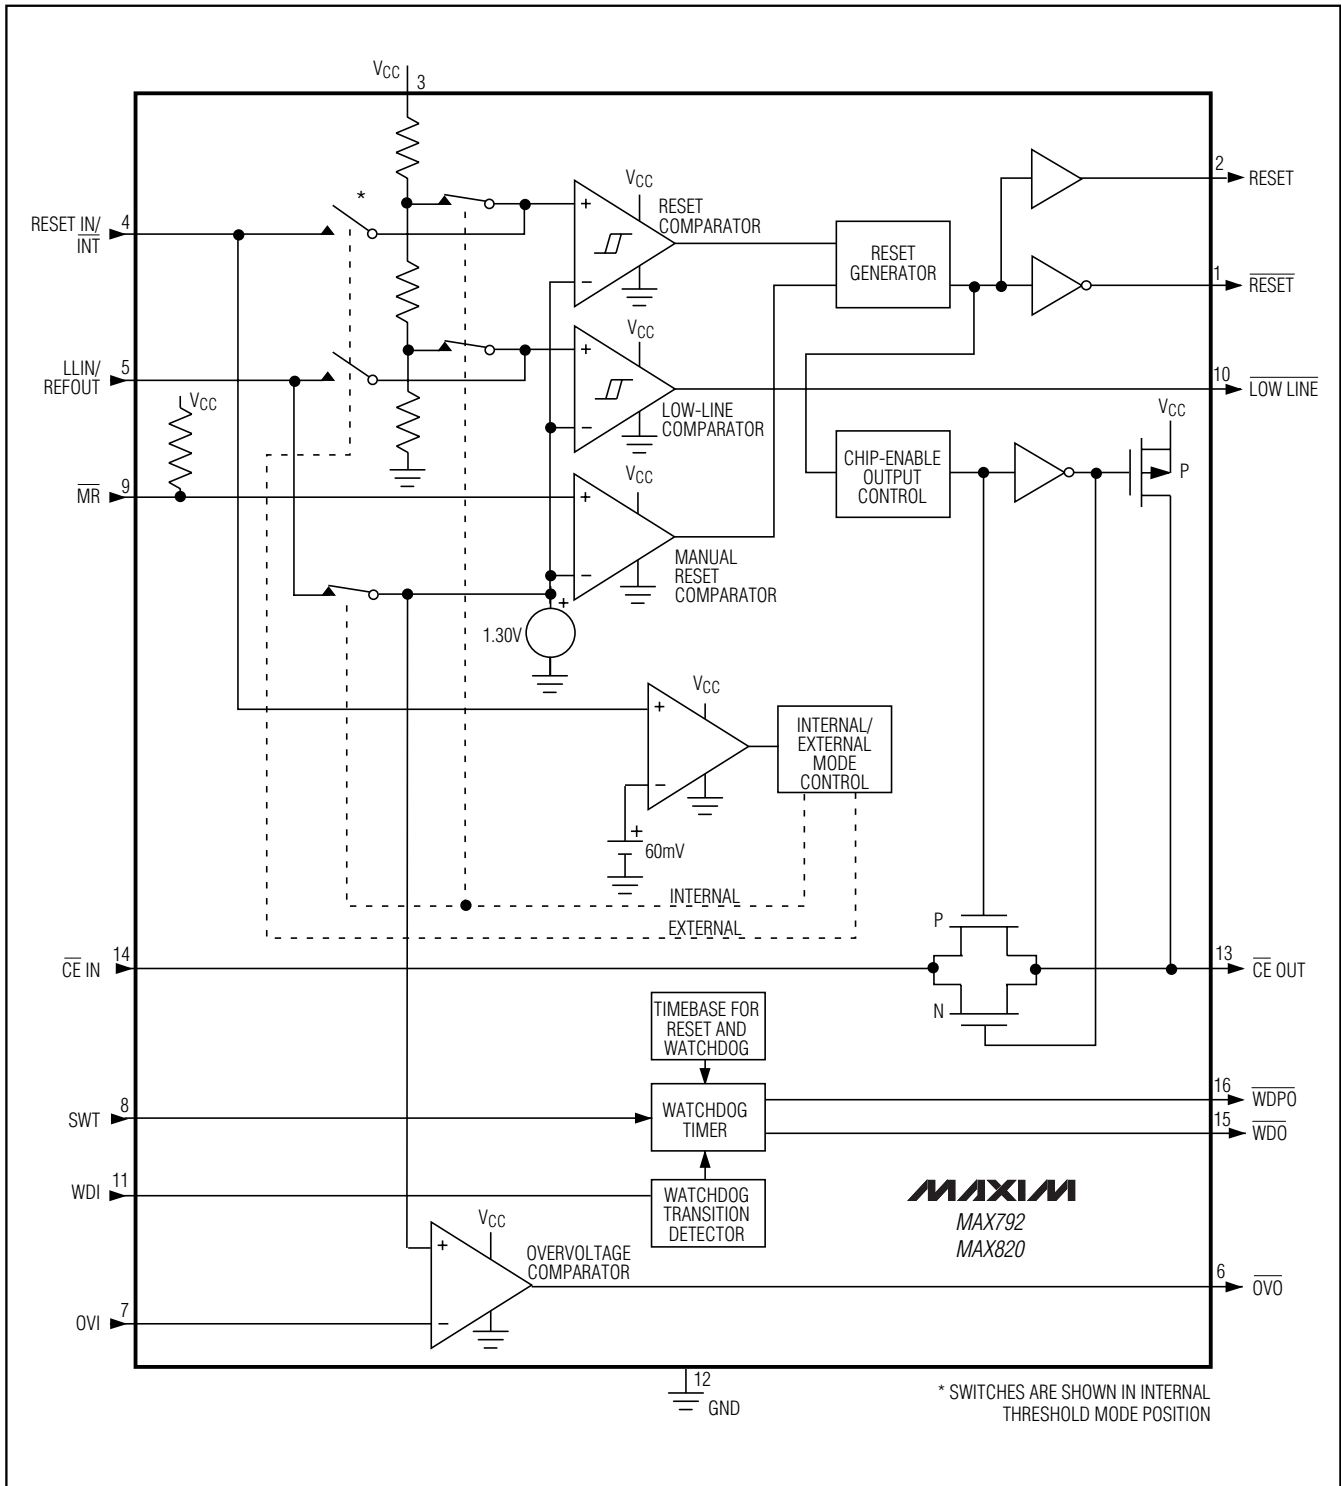 VCC
3
*
RESET IN/
INT
4
LLIN/
REFOUT
5
VCC
MR
9
+
−
VCC
RESET
COMPARATOR
+
−
VCC
LOW-LINE
COMPARATOR
+
−
VCC
MANUAL
RESET
COMPARATOR
+
1.30V
RESET
GENERATOR
2
RESET
1
RESET
10
LOW LINE
CHIP-ENABLE
OUTPUT
CONTROL
VCC
P
+
−
VCC
+
60mV
INTERNAL/
EXTERNAL
MODE
CONTROL
INTERNAL
EXTERNAL
14
CE IN
P
N
13
CE OUT
TIMEBASE FOR
RESET AND
WATCHDOG
8
SWT
WATCHDOG
TIMER
16
WDPO
15
WDO
11
WDI
WATCHDOG
TRANSITION
DETECTOR
MAXIM
MAX792
MAX820
+
−
VCC
OVERVOLTAGE
COMPARATOR
6
OVO
7
OVI
12
GND
* SWITCHES ARE SHOWN IN INTERNAL
THRESHOLD MODE POSITION